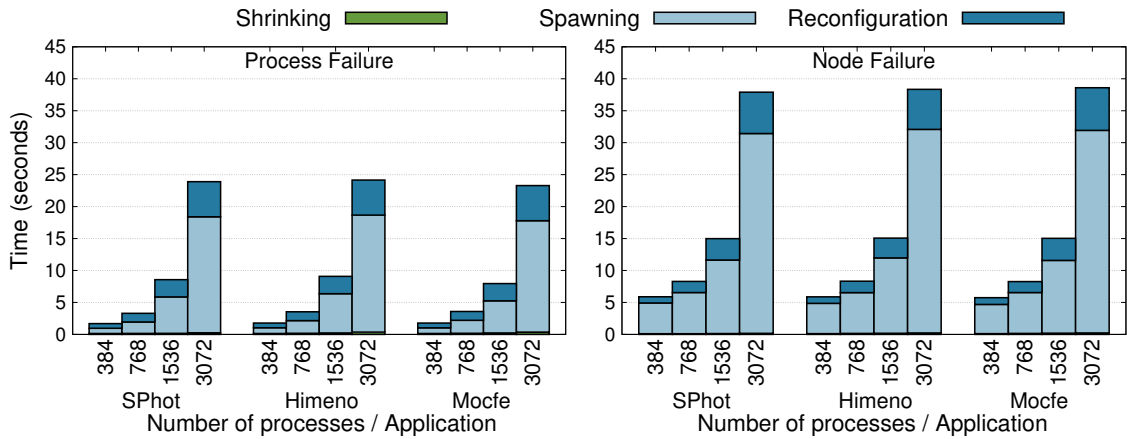 Shrinking Spawning Reconfiguration
Process Failure
Time (seconds)
45
40
35
30
25
20
15
10
5
0
384 768 1536 3072 384 768 1536 3072 384 768 1536 3072
SPhot Himeno Mocfe
Number of processes / Application
Node Failure
45
40
35
30
25
20
15
10
5
0
384 768 1536 3072 384 768 1536 3072 384 768 1536 3072
SPhot Himeno Mocfe
Number of processes / Application